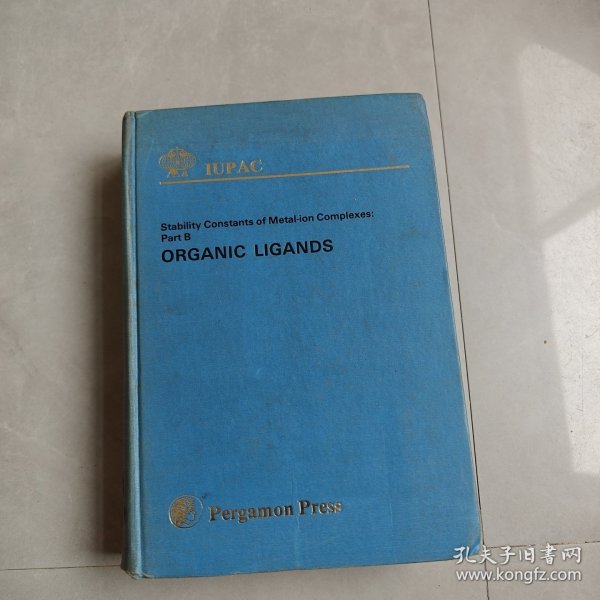 IUPAC
Stability Constants of Metal-ion Complexes:
Part B
ORGANIC LIGANDS
Pergamon Press
孔夫子旧书网
www.kongfz.com